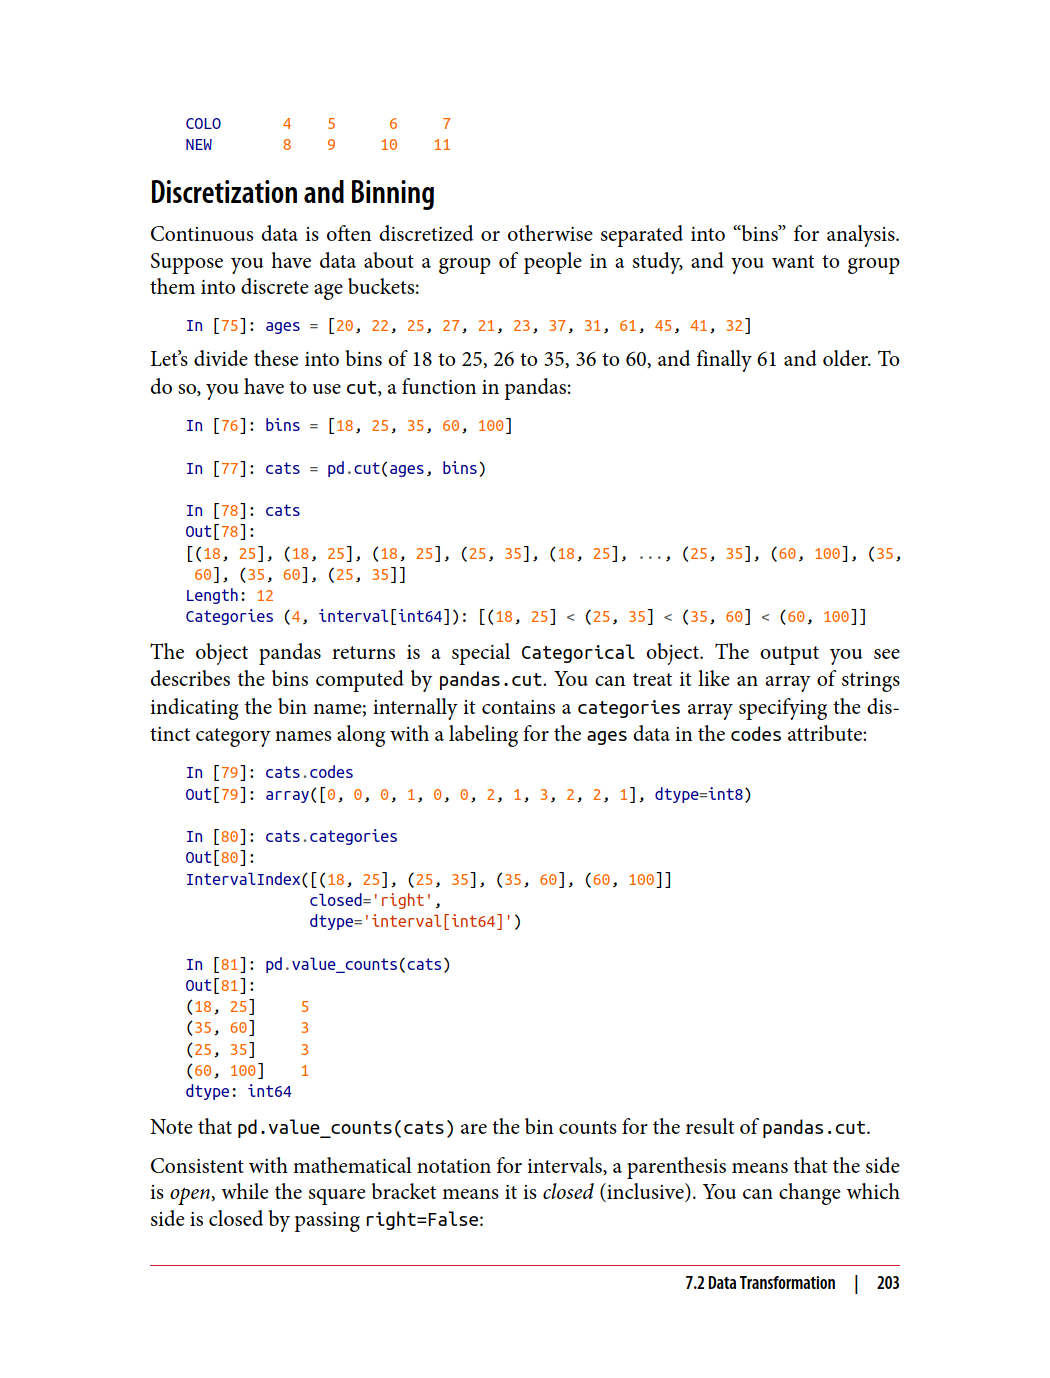 COLO 4 5 6 7
NEW 8 9 10 11
Discretization and Binning
Continuous data is often discretized or otherwise separated into “bins” for analysis.
Suppose you have data about a group of people in a study, and you want to group
them into discrete age buckets:
In [75]: ages = [20, 22, 25, 27, 21, 23, 37, 31, 61, 45, 41, 32]
Let’s divide these into bins of 18 to 25, 26 to 35, 36 to 60, and finally 61 and older. To
do so, you have to use cut, a function in pandas:
In [76]: bins = [18, 25, 35, 60, 100]
In [77]: cats = pd.cut(ages, bins)
In [78]: cats
Out[78]:
[(18, 25], (18, 25], (18, 25], (25, 35], (18, 25], ..., (25, 35], (60, 100], (35,
60], (35, 60], (25, 35]]
Length: 12
Categories (4, interval[int64]): [(18, 25] < (25, 35] < (35, 60] < (60, 100]]
The object pandas returns is a special Categorical object. The output you see
describes the bins computed by pandas.cut. You can treat it like an array of strings
indicating the bin name; internally it contains a categories array specifying the dis-
tinct category names along with a labeling for the ages data in the codes attribute:
In [79]: cats.codes
Out[79]: array([0, 0, 0, 1, 0, 0, 2, 1, 3, 2, 2, 1], dtype=int8)
In [80]: cats.categories
Out[80]:
IntervalIndex([(18, 25], (25, 35], (35, 60], (60, 100]]
closed='right',
dtype='interval[int64]')
In [81]: pd.value_counts(cats)
Out[81]:
(18, 25] 5
(35, 60] 3
(25, 35] 3
(60, 100] 1
dtype: int64
Note that pd.value_counts(cats) are the bin counts for the result of pandas.cut.
Consistent with mathematical notation for intervals, a parenthesis means that the side
is open, while the square bracket means it is closed (inclusive). You can change which
side is closed by passing right=False:
7.2 Data Transformation | 203